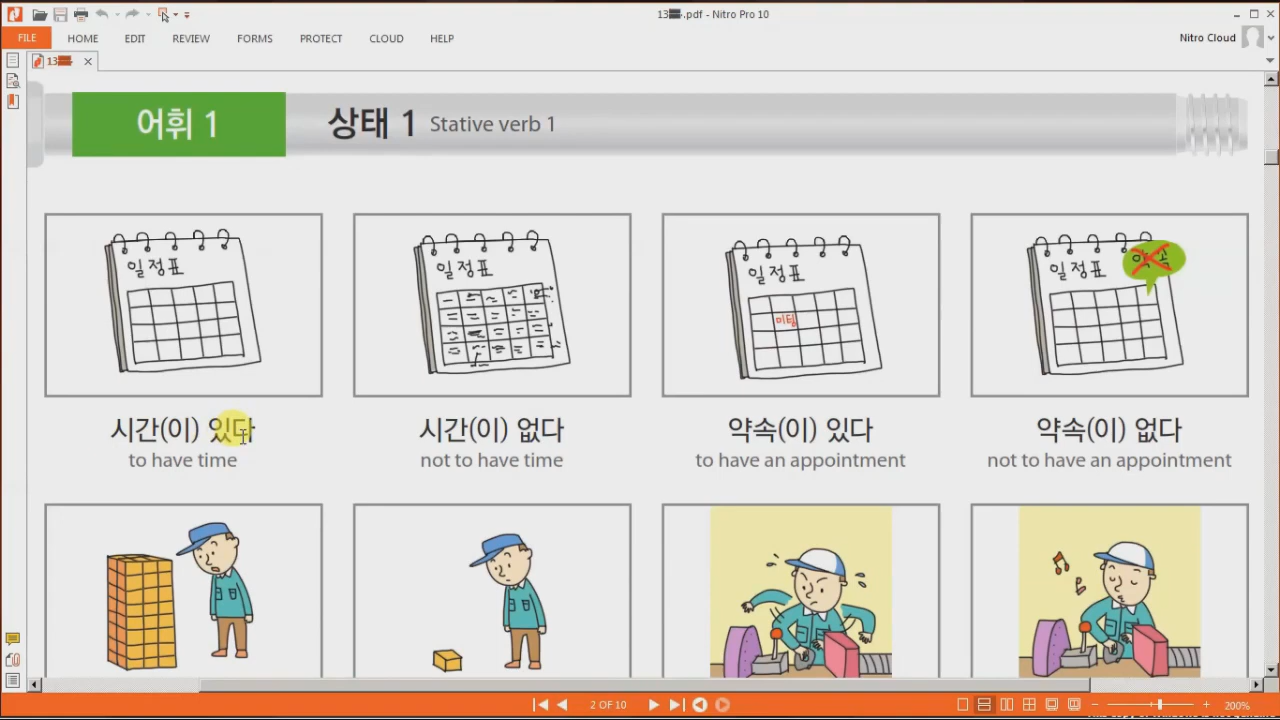 .pdf - Nitro Pro 10
FILE HOME EDIT REVIEW FORMS PROTECT CLOUD HELP
Nitro Cloud
13
어휘 1
상태 1 Stative verb 1
일정표
일정표
일정표
미팅
일정표
약속
시간(이) 있다
to have time
시간(이) 없다
not to have time
약속(이) 있다
to have an appointment
약속(이) 없다
not to have an appointment
2 OF 10
200%